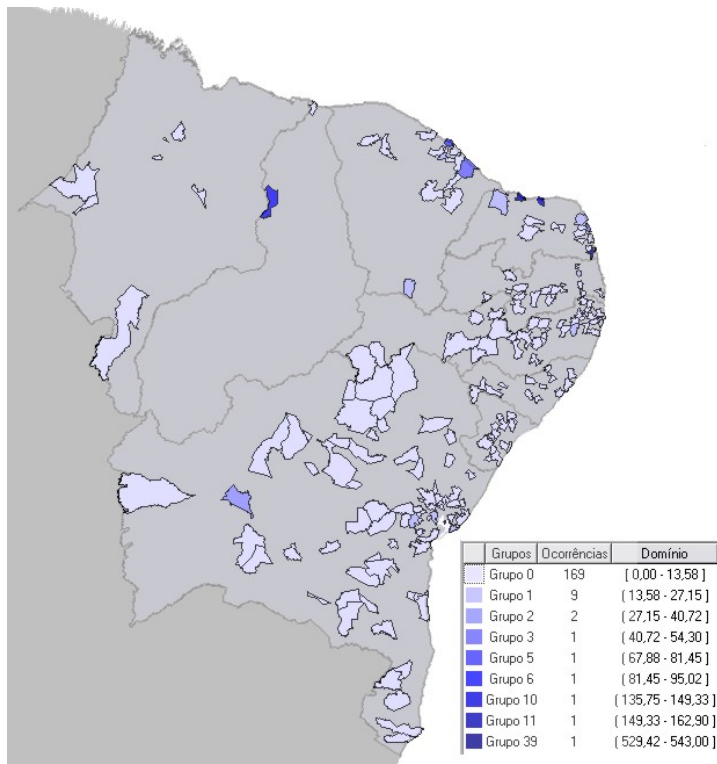 Grupos Ocorrências Domínio
Grupo 0 169 [ 0,00 - 13,58 ]
Grupo 1 9 ( 13,58 - 27,15 ]
Grupo 2 2 ( 27,15 - 40,72 ]
Grupo 3 1 ( 40,72 - 54,30 ]
Grupo 5 1 ( 67,88 - 81,45 ]
Grupo 6 1 ( 81,45 - 95,02 ]
Grupo 10 1 ( 135,75 - 149,33 ]
Grupo 11 1 ( 149,33 - 162,90 ]
Grupo 39 1 ( 529,42 - 543,00 ]